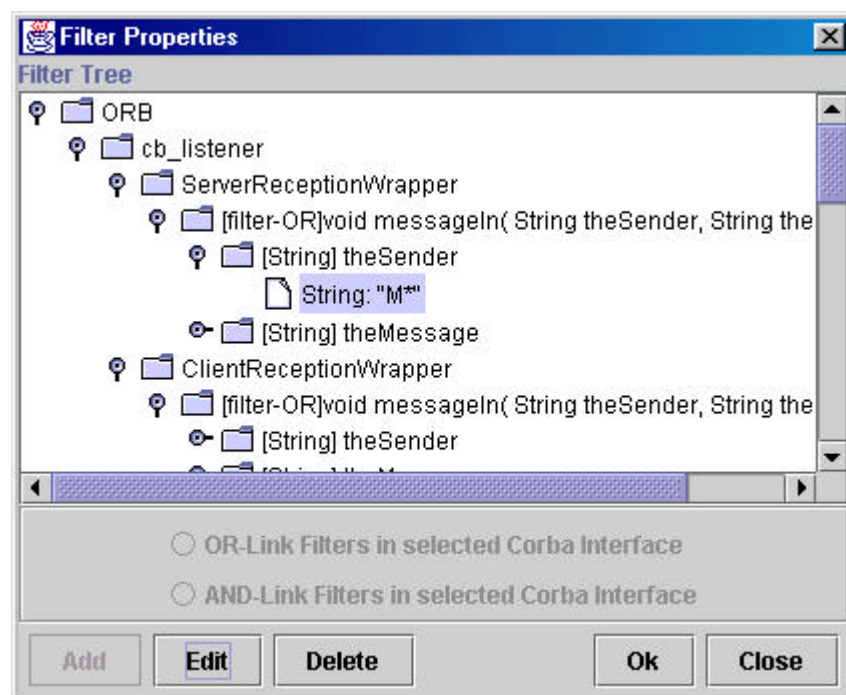 Filter Properties
Filter Tree
ORB
cb_listener
ServerReceptionWrapper
[filter-OR]void messageIn( String theSender, String the
[String] theSender
String: "M*"
[String] theMessage
ClientReceptionWrapper
[filter-OR]void messageIn( String theSender, String the
[String] theSender
OR-Link Filters in selected Corba Interface
AND-Link Filters in selected Corba Interface
Add Edit Delete Ok Close